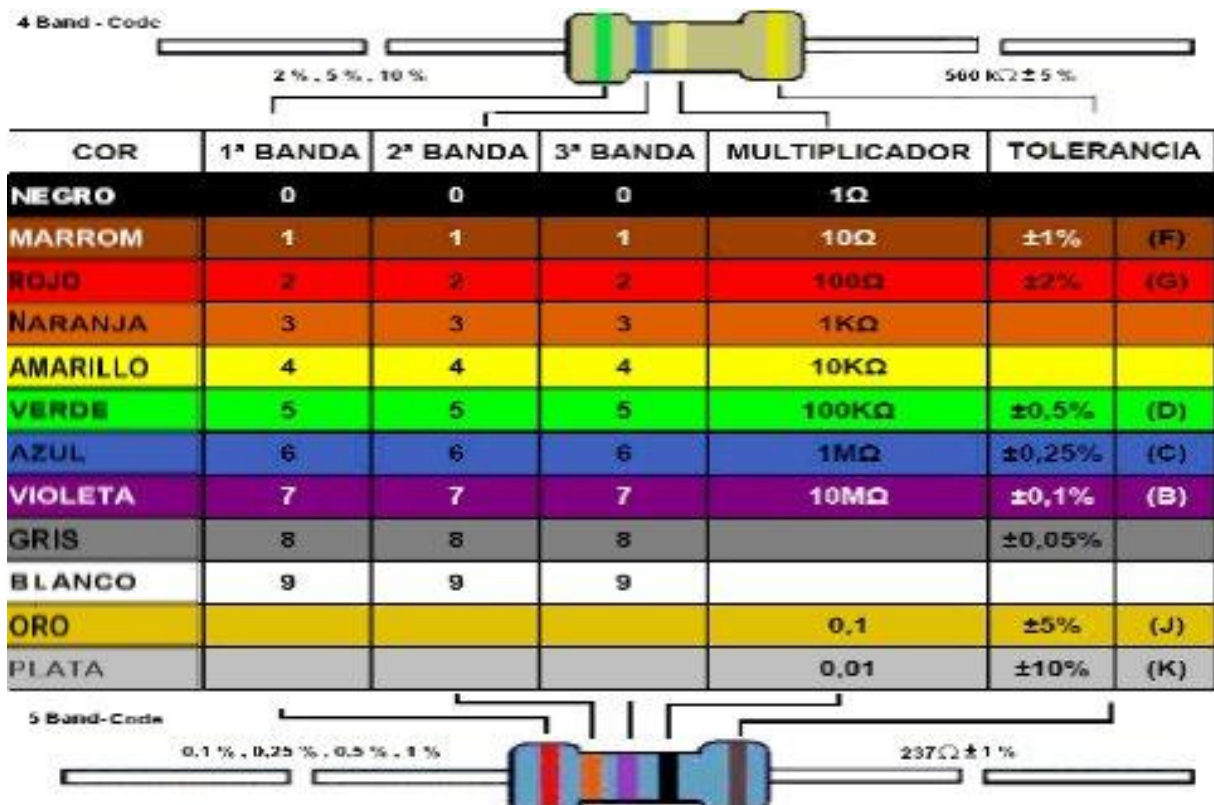 4 Band - Code
2 % , 5 % , 10 %
560 kΩ ± 5 %
COR 1ª BANDA 2ª BANDA 3ª BANDA MULTIPLICADOR TOLERANCIA
NEGRO 0 0 0 1Ω
MARROM 1 1 1 10Ω ±1% (F)
ROJO 2 2 2 100Ω ±2% (G)
NARANJA 3 3 3 1KΩ
AMARILLO 4 4 4 10KΩ
VERDE 5 5 5 100KΩ ±0,5% (D)
AZUL 6 6 6 1MΩ ±0,25% (C)
VIOLETA 7 7 7 10MΩ ±0,1% (B)
GRIS 8 8 8 ±0,05%
BLANCO 9 9 9
ORO 0,1 ±5% (J)
PLATA 0,01 ±10% (K)
5 Band-Code
0.1 % , 0,25 % , 0.5 % , 1 %
237Ω ± 1 %